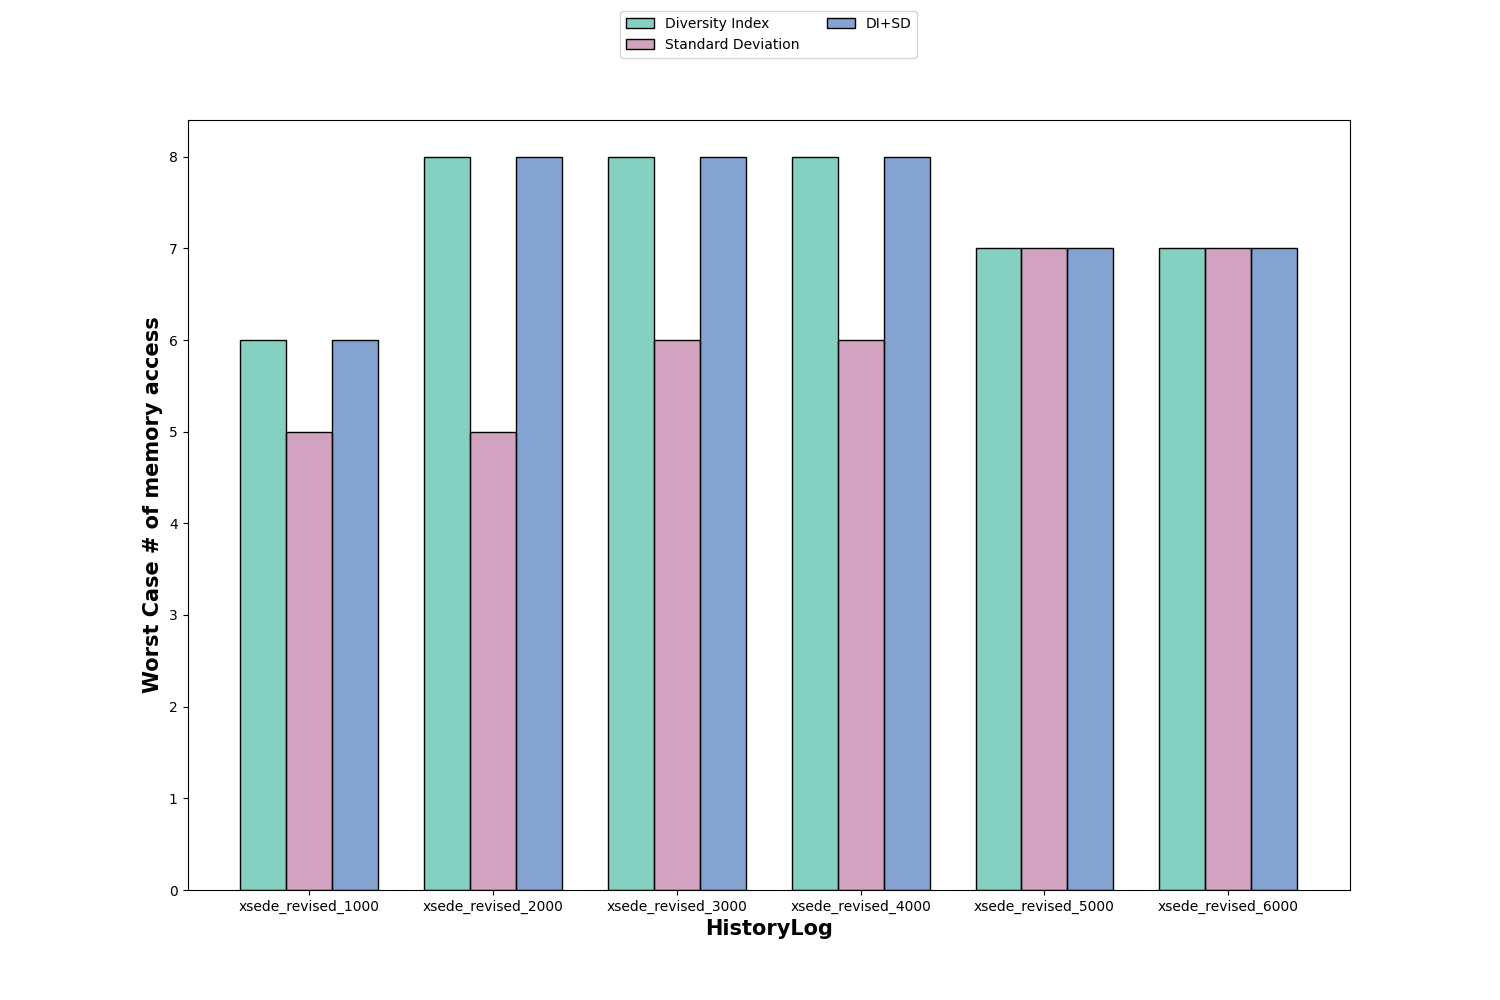 Diversity Index
Standard Deviation
DI+SD
Worst Case # of memory access
8
7
6
5
4
3
2
1
0
xsede_revised_1000 xsede_revised_2000 xsede_revised_3000 xsede_revised_4000 xsede_revised_5000 xsede_revised_6000
HistoryLog